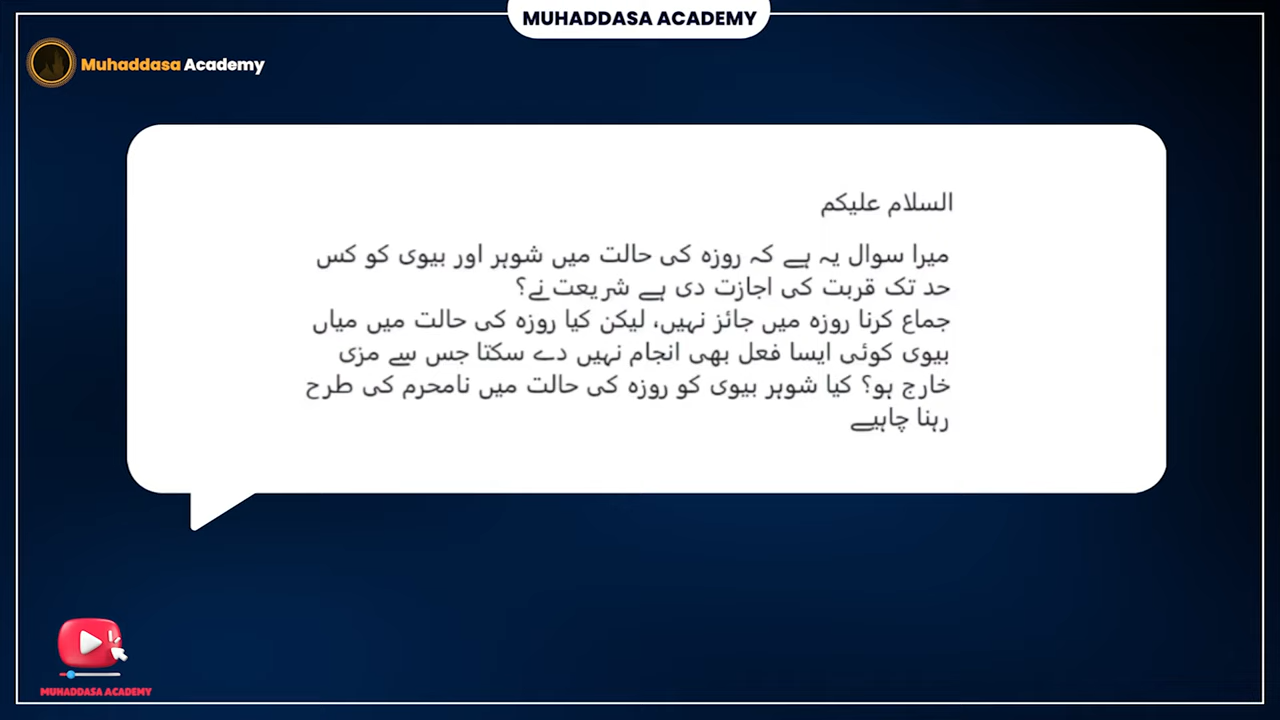 MUHADDASA ACADEMY
Muhaddasa Academy
السلام علیکم
میرا سوال یہ ہے کہ روزہ کی حالت میں شوہر اور بیوی کو کس
حد تک قربت کی اجازت دی ہے شریعت نے؟
جماع کرنا روزہ میں جائز نہیں، لیکن کیا روزہ کی حالت میں میاں
بیوی کوئی ایسا فعل بھی انجام نہیں دے سکتا جس سے مزی
خارج ہو؟ کیا شوہر بیوی کو روزہ کی حالت میں نامحرم کی طرح
رہنا چاہیے
MUHADDASA ACADEMY